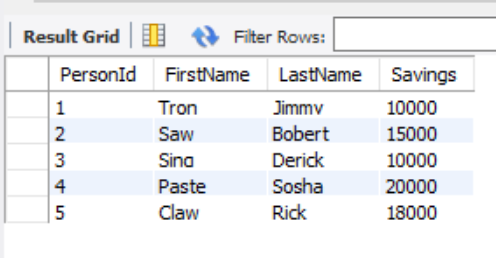 Result Grid Filter Rows:
PersonId FirstName LastName Savings
1 Tron Jimmy 10000
2 Saw Bobert 15000
3 Sing Derick 10000
4 Paste Sosha 20000
5 Claw Rick 18000